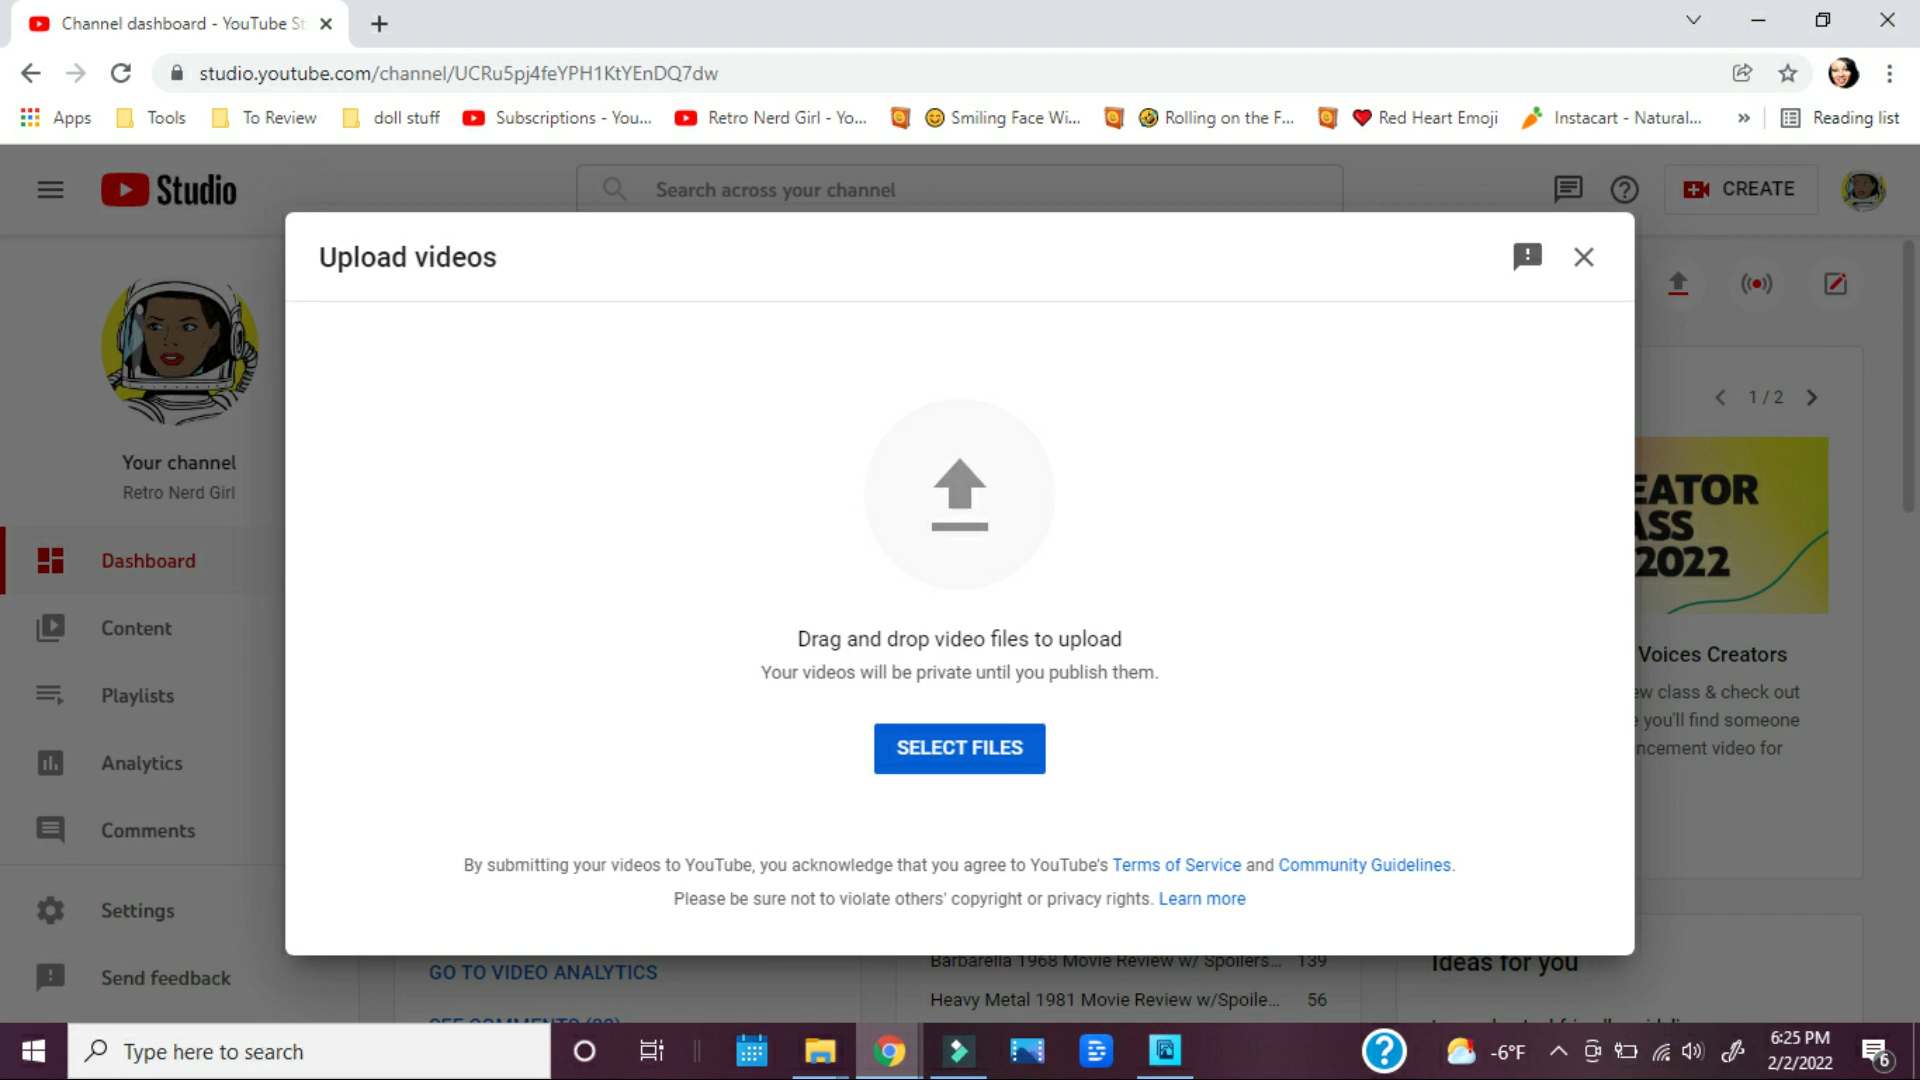 Channel dashboard - YouTube St
studio.youtube.com/channel/UCRu5pj4feYPH1KtYEnDQ7dw
Apps Tools To Review doll stuff Subscriptions - You... Retro Nerd Girl - Yo... Smiling Face Wi... Rolling on the F... Red Heart Emoji Instacart - Natural... » Reading list
Studio
Search across your channel
CREATE
Upload videos
1 / 2
EATOR
ASS
2022
Your channel
Retro Nerd Girl
Dashboard
Content
Playlists
Analytics
Comments
Settings
Send feedback
Drag and drop video files to upload
Your videos will be private until you publish them.
SELECT FILES
By submitting your videos to YouTube, you acknowledge that you agree to YouTube's Terms of Service and Community Guidelines.
Please be sure not to violate others' copyright or privacy rights. Learn more
Voices Creators
ew class & check out
e you'll find someone
ncement video for
GO TO VIDEO ANALYTICS
Barbarella 1968 Movie Review w/ Spoilers... 139
Heavy Metal 1981 Movie Review w/Spoile... 56
Ideas for you
Type here to search
-6°F
6:25 PM
2/2/2022
6